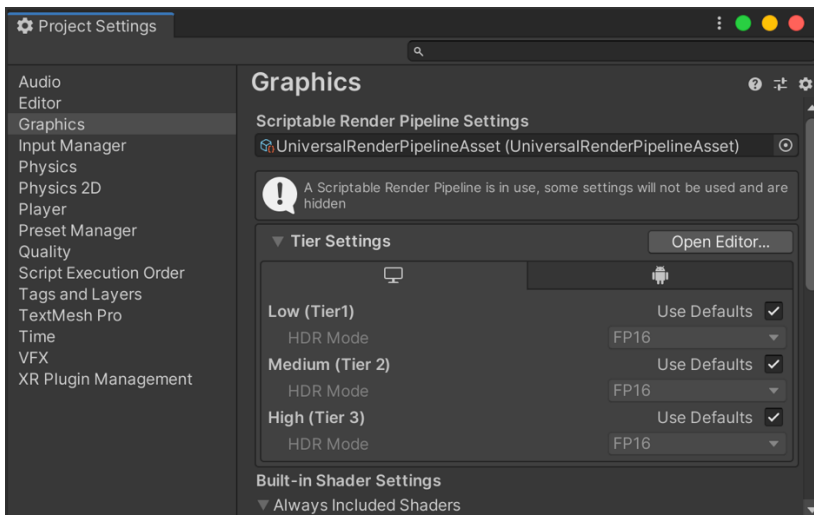 Project Settings
Audio
Editor
Graphics
Input Manager
Physics
Physics 2D
Player
Preset Manager
Quality
Script Execution Order
Tags and Layers
TextMesh Pro
Time
VFX
XR Plugin Management
Graphics
Scriptable Render Pipeline Settings
UniversalRenderPipelineAsset (UniversalRenderPipelineAsset)
A Scriptable Render Pipeline is in use, some settings will not be used and are
hidden
Tier Settings Open Editor...
Low (Tier1) Use Defaults
HDR Mode FP16
Medium (Tier 2) Use Defaults
HDR Mode FP16
High (Tier 3) Use Defaults
HDR Mode FP16
Built-in Shader Settings
Always Included Shaders